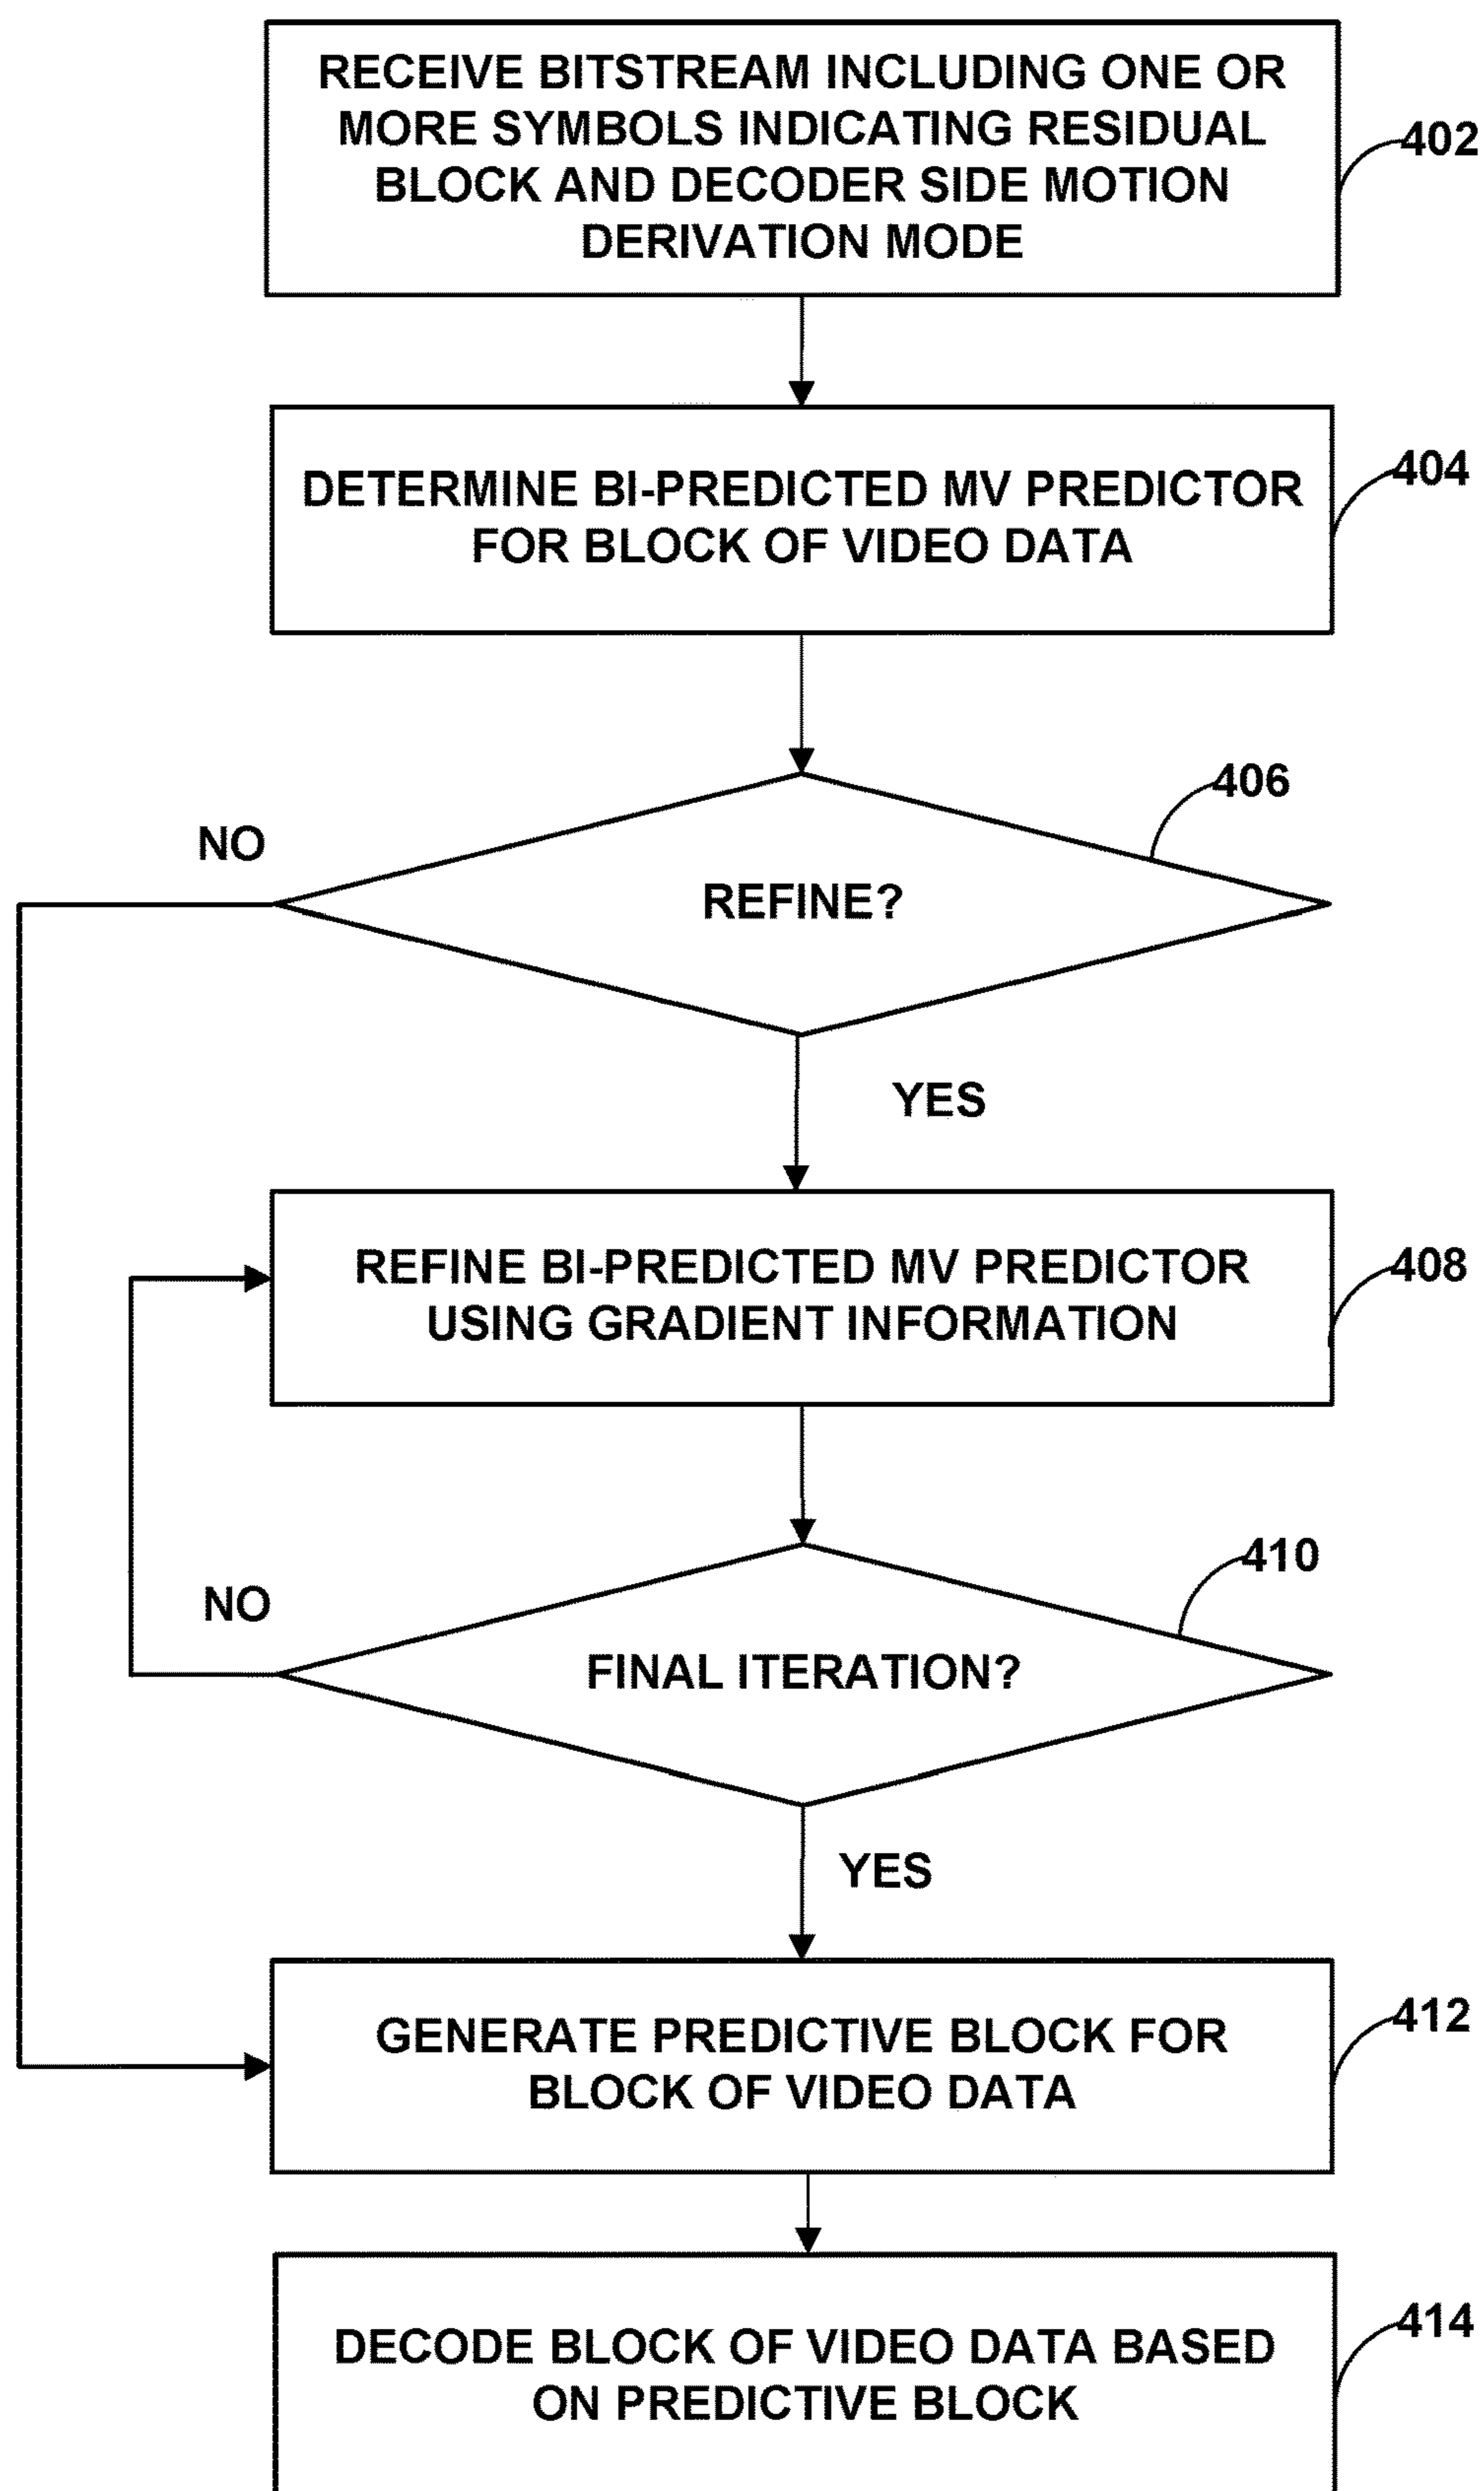 RECEIVE BITSTREAM INCLUDING ONE OR
MORE SYMBOLS INDICATING RESIDUAL
BLOCK AND DECODER SIDE MOTION
DERIVATION MODE
402
DETERMINE BI-PREDICTED MV PREDICTOR
FOR BLOCK OF VIDEO DATA
404
406
NO
REFINE?
YES
REFINE BI-PREDICTED MV PREDICTOR
USING GRADIENT INFORMATION
408
410
NO
FINAL ITERATION?
YES
GENERATE PREDICTIVE BLOCK FOR
BLOCK OF VIDEO DATA
412
DECODE BLOCK OF VIDEO DATA BASED
ON PREDICTIVE BLOCK
414